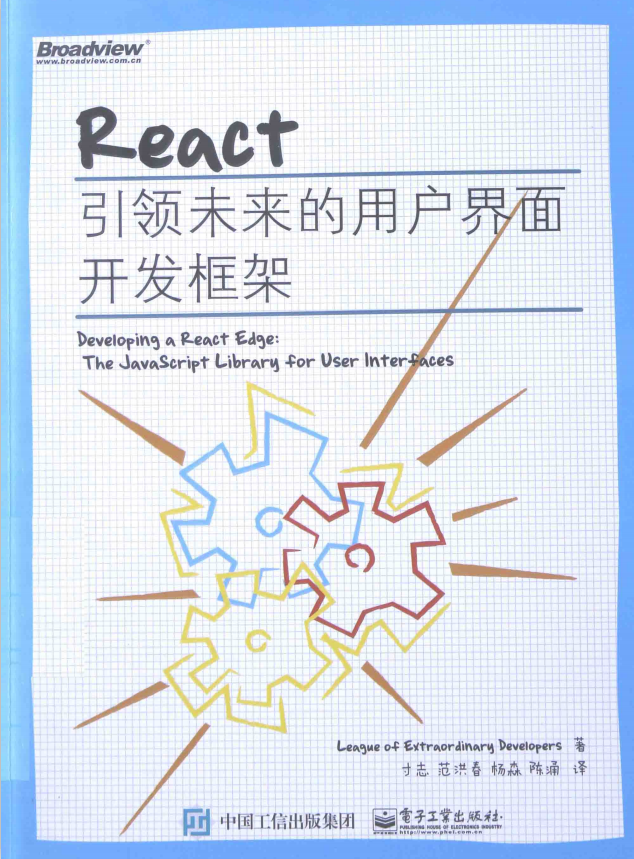 Broadview®
www.broadview.com.cn
React
引领未来的用户界面
开发框架
Developing a React Edge:
The JavaScript Library for User Interfaces
League of Extraordinary Developers 著
寸志 范洪春 杨森 陈涌 译
中国工信出版集团
電子工業出版社·
PUBLISHING HOUSE OF ELECTRONICS INDUSTRY
http://www.phei.com.cn